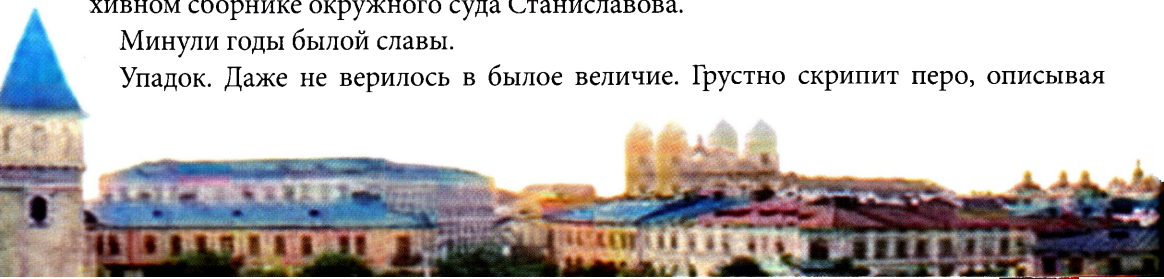 хивном сборнике окружного суда Станиславова.
Минули годы былой славы.
Упадок. Даже не верилось в былое величие. Грустно скрипит перо, описывая